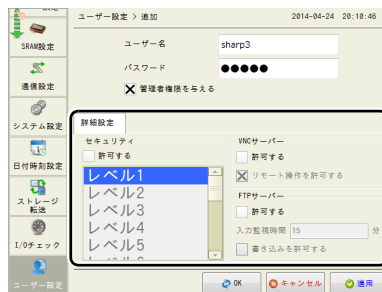 ユーザー設定 > 追加
2014-04-24 20:10:46
SRAM設定
通信設定
システム設定
日付時刻設定
ストレージ
転送
I/Oチェック
ユーザー設定
ユーザー名
sharp3
パスワード
●●●●●
管理者権限を与える
詳細設定
セキュリティ
許可する
レベル1
レベル2
レベル3
レベル4
レベル5
レベル6
VNCサーバー
許可する
リモート操作を許可する
FTPサーバー
許可する
入力監視時間 15 分
書き込みを許可する
OK
キャンセル
適用